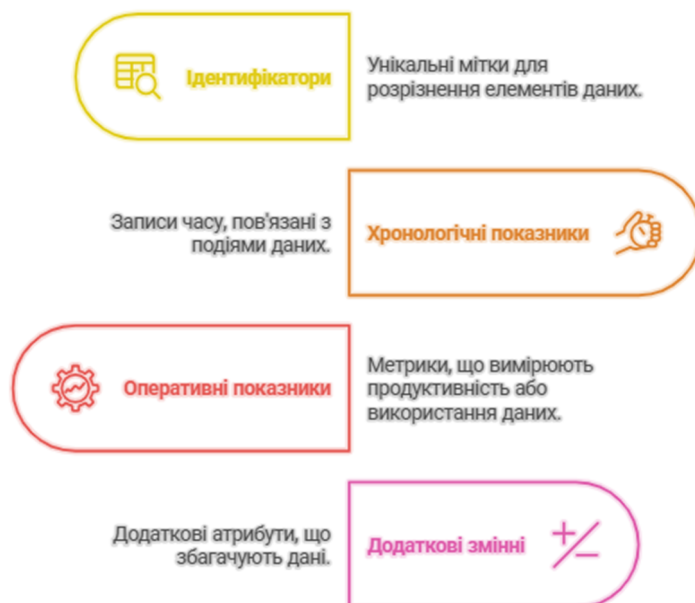 Ідентифікатори
Унікальні мітки для
розрізнення елементів даних.
Записи часу, пов'язані з
подіями даних.
Хронологічні показники
Оперативні показники
Метрики, що вимірюють
продуктивність або
використання даних.
Додаткові атрибути, що
збагачують дані.
Додаткові змінні